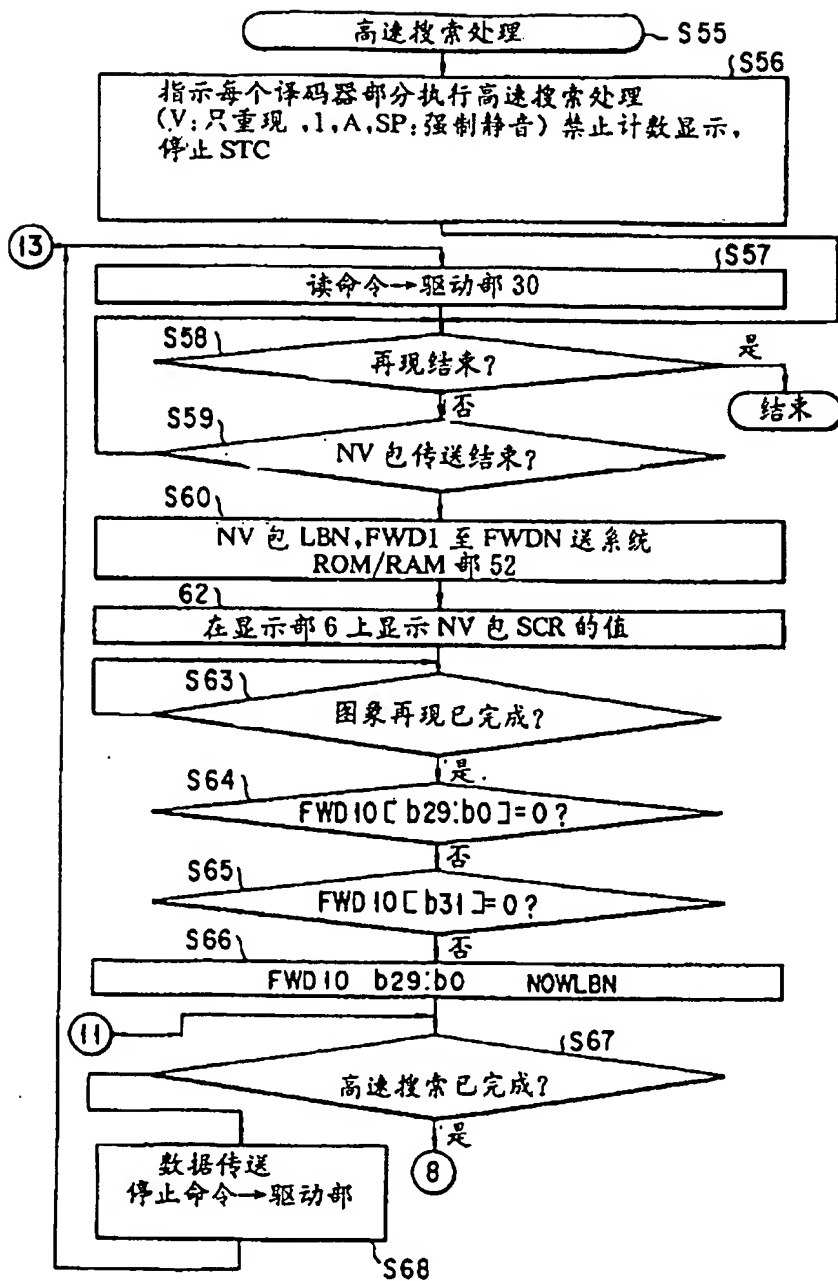 高速搜索处理
S55
S56
指示每个译码器部分执行高速搜索处理
(V:只重现,1,A,SP:强制静音)禁止计数显示,
停止STC
13
S57
读命令→驱动部30
S58
再现结束?
是
结束
否
S59
NV包传送结束?
S60
NV包LBN,FWD1至FWDN送系统
ROM/RAM部52
62
在显示部6上显示NV包SCR的值
S63
图象再现已完成?
是.
S64
FWD10[b29:b0]=0?
否
S65
FWD10[b31]=0?
否
S66
FWD10 b29:b0 NOWLBN
11
S67
高速搜索已完成?
是
8
数据传送
停止命令→驱动部
S68